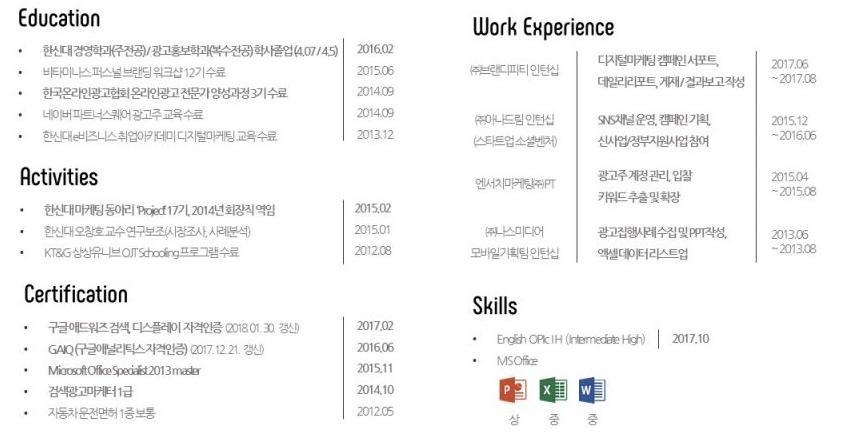 Education
• 한신대 경영학과(주전공) / 광고홍보학과(복수전공) 학사졸업 (4.07 / 4.5) 2016.02
• 비타미나스 퍼스널 브랜딩 워크샵 12기 수료 2015.06
• 한국온라인광고협회 온라인광고 전문가 양성과정 3기 수료 2014.09
• 네이버 파트너스퀘어 광고주 교육 수료 2014.09
• 한신대 e비즈니스 취업아카데미 디지털마케팅 교육 수료 2013.12
Activities
• 한신대 마케팅 동아리 'Project' 17기, 2014년 회장직 역임 2015.02
• 한신대 오창호 교수 연구보조(시장조사, 사례분석) 2015.01
• KT&G 상상유니브 OJT Schooling 프로그램 수료 2012.08
Certification
• 구글 애드워즈 검색, 디스플레이 자격인증 (2018. 01. 30. 갱신) 2017.02
• GAIQ (구글애널리틱스 자격인증) (2017. 12. 21. 갱신) 2016.06
• Microsoft Office Specialist 2013 master 2015.11
• 검색광고마케터 1급 2014.10
• 자동차 운전면허 1종 보통 2012.05
Work Experience
㈜브랜디피티 인턴십
디지털마케팅 캠페인 서포트,
데일리리포트, 게재 / 결과보고 작성
2017.06
~ 2017.08
㈜아나드림 인턴십
(스타트업 소셜벤처)
SNS채널 운영, 캠페인 기획,
신사업/정부지원사업 참여
2015.12
~ 2016.06
엔서치마케팅㈜ PT
광고주 계정 관리, 입찰
키워드 추출 및 확장
2015.04
~ 2015.08
㈜나스미디어
모바일기획팀 인턴십
광고집행사례 수집 및 PPT작성,
엑셀 데이터 리스트업
2013.06
~ 2013.08
Skills
• English OPIc IH (Intermediate High) 2017.10
• MS Office
P X W
상 중 중